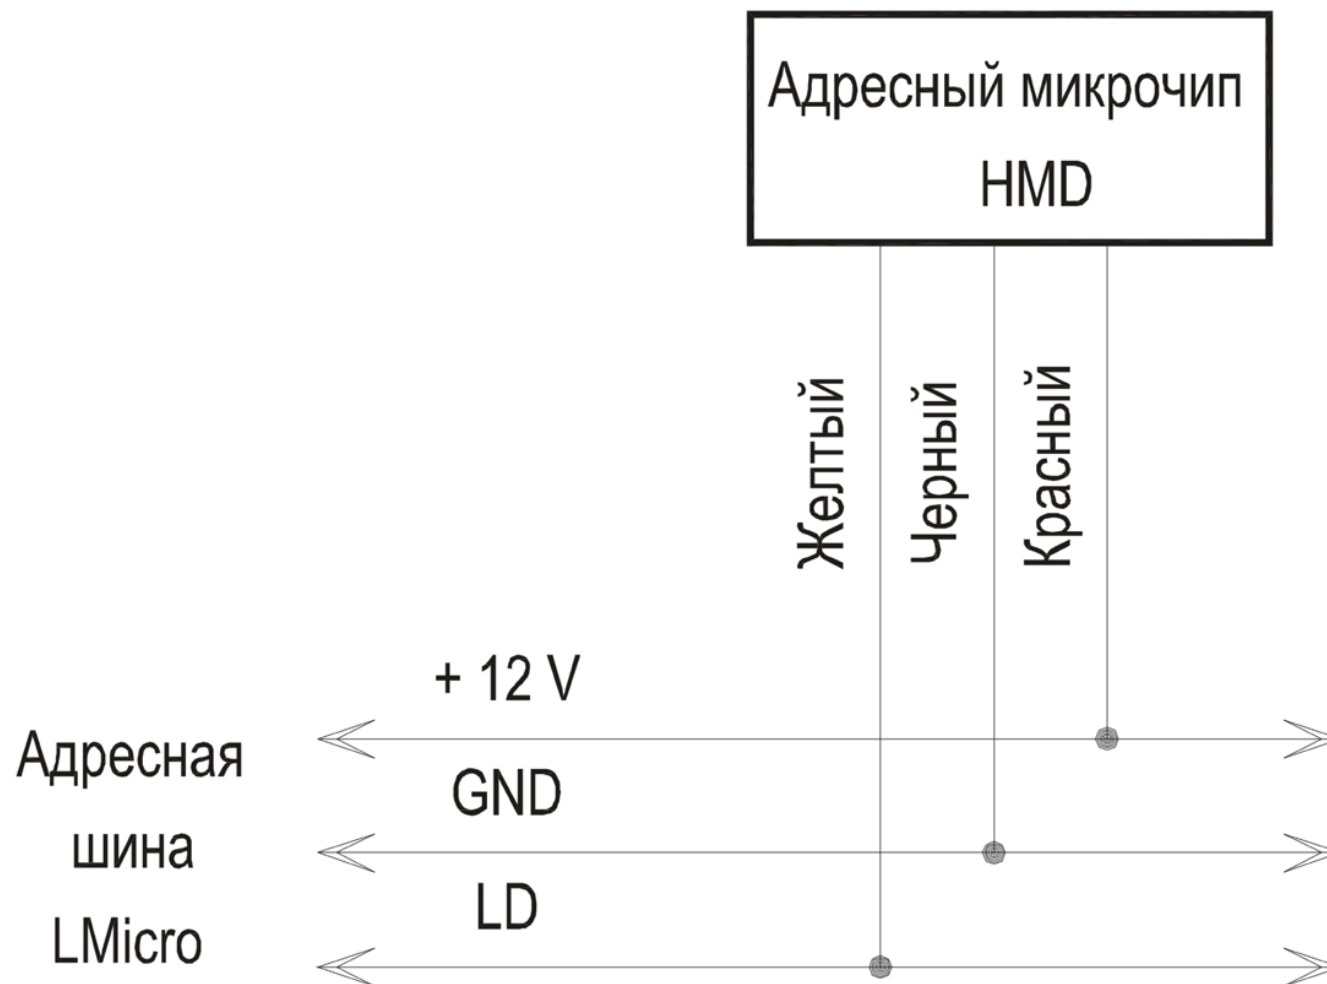 Адресный микрочип
HMD
Желтый
Черный
Красный
+ 12 V
Адресная
GND
шина
LD
LMicro